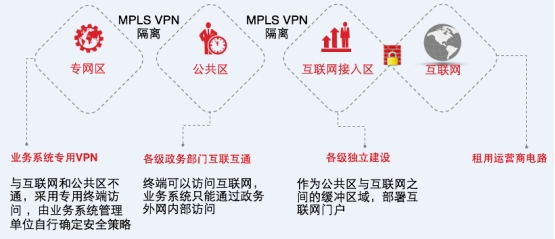 MPLS VPN
隔离
MPLS VPN
隔离
专网区
公共区
互联网接入区
互联网
业务系统专用VPN
与互联网和公共区不
通，采用专用终端访
问 ，由业务系统管理
单位自行确定安全策略
各级政务部门互联互通
终端可以访问互联网，
业务系统只能通过政务
外网内部访问
各级独立建设
作为公共区与互联网之
间的缓冲区域，部署互
联网门户
租用运营商电路